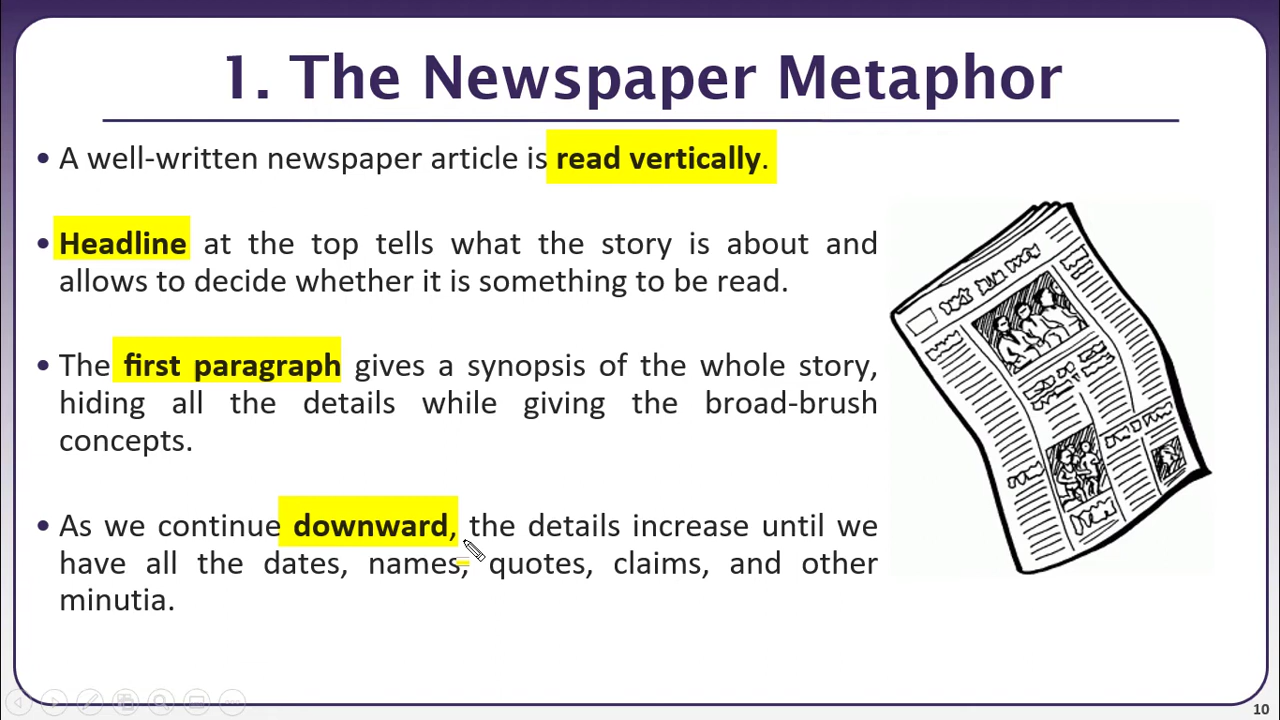 1. The Newspaper Metaphor
• A well-written newspaper article is read vertically.
• Headline at the top tells what the story is about and
allows to decide whether it is something to be read.
• The first paragraph gives a synopsis of the whole story,
hiding all the details while giving the broad-brush
concepts.
• As we continue downward, the details increase until we
have all the dates, names, quotes, claims, and other
minutia.
10